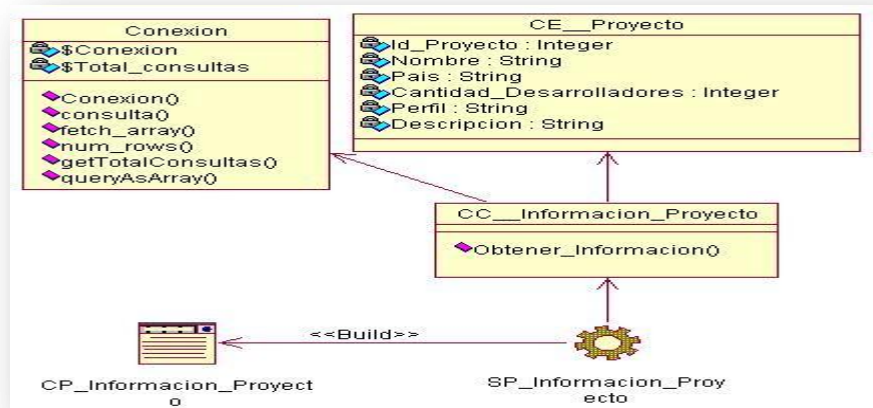 Conexion
$Conexion
$Total_consultas
Conexion()
consulta()
fetch_array()
num_rows()
getTotalConsultas()
queryAsArray()
CE__Proyecto
Id_Proyecto : Integer
Nombre : String
Pais : String
Cantidad_Desarrolladores : Integer
Perfil : String
Descripcion : String
CC__Informacion_Proyecto
Obtener_Informacion()
<<Build>>
CP_Informacion_Proyect
o
SP_Informacion_Proy
ecto